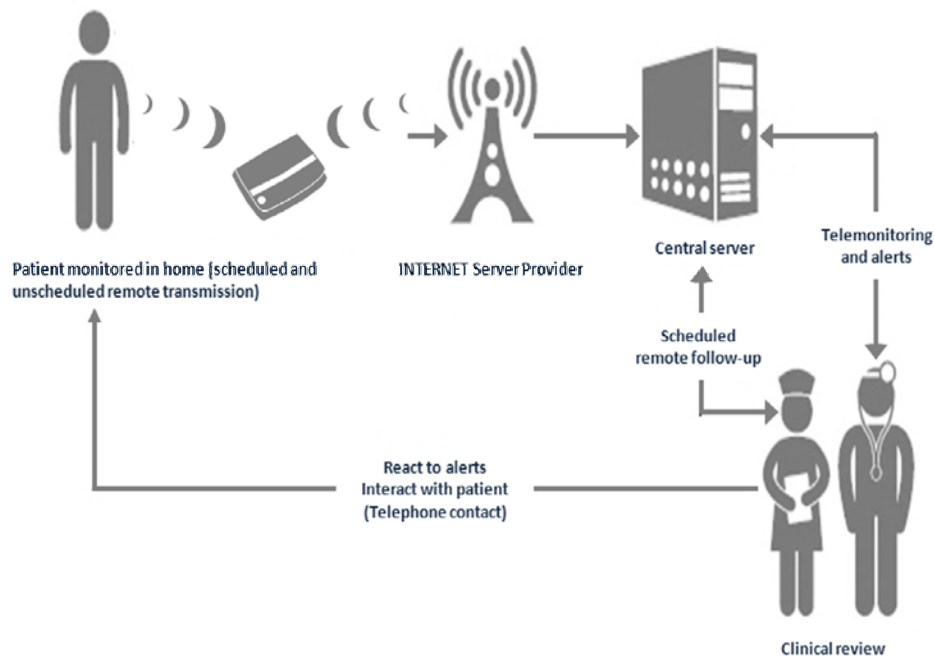 Patient monitored in home (scheduled and
unscheduled remote transmission)
INTERNET Server Provider
Central server
Telemonitoring
and alerts
Scheduled
remote follow-up
React to alerts
Interact with patient
(Telephone contact)
Clinical review